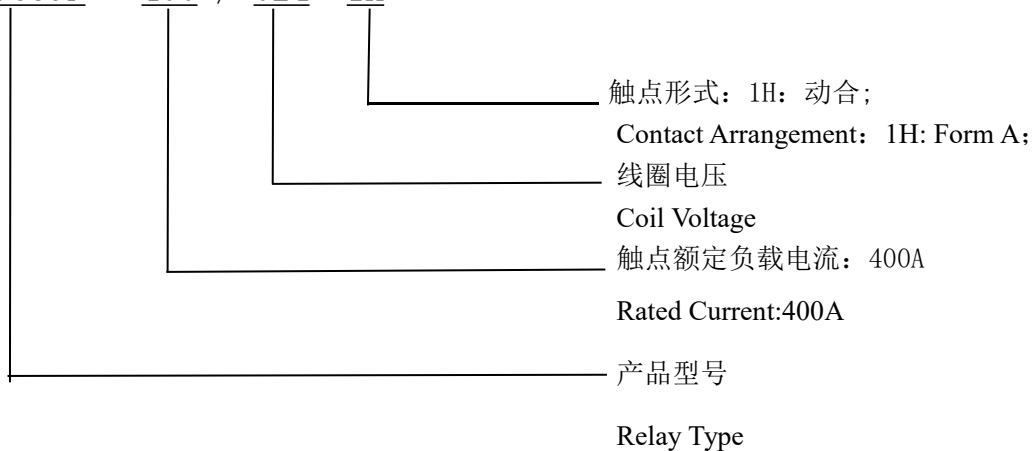 触点形式：1H：动合;
Contact Arrangement：1H: Form A；
线圈电压
Coil Voltage
触点额定负载电流：400A
Rated Current:400A
产品型号
Relay Type